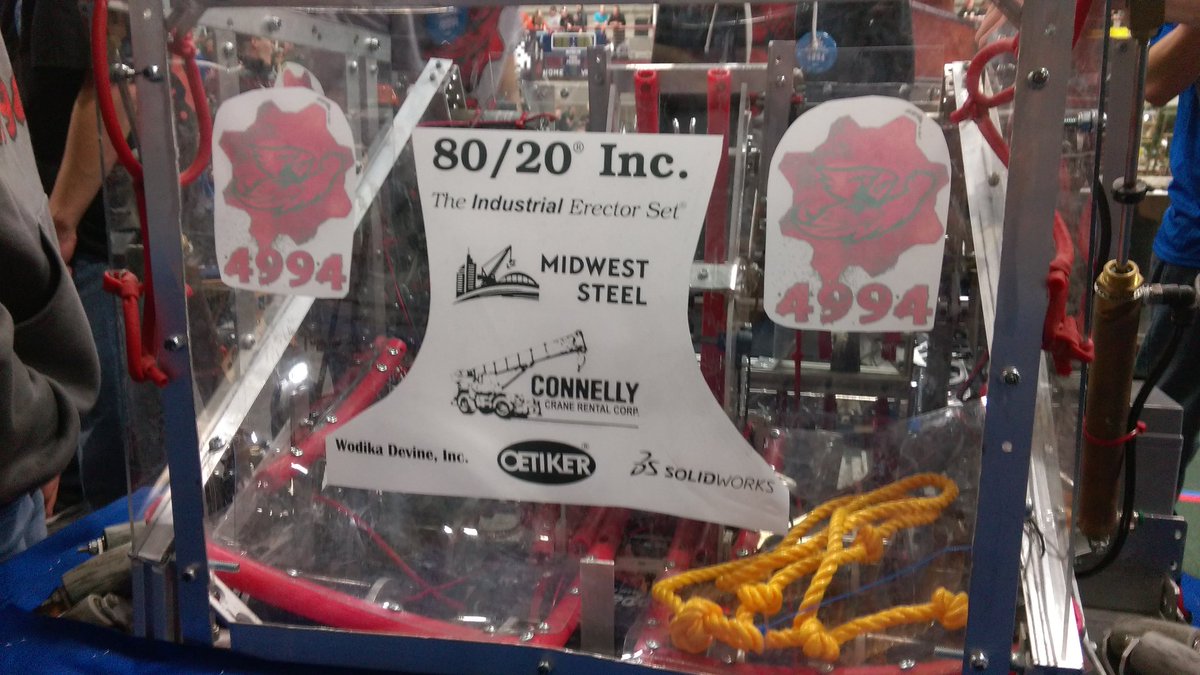 80/20® Inc.
The Industrial Erector Set®
MIDWEST
STEEL
CONNELLY
CRANE RENTAL CORP.
Wodika Devine, Inc.
OETIKER®
SOLIDWORKS
4994
4994
HOME